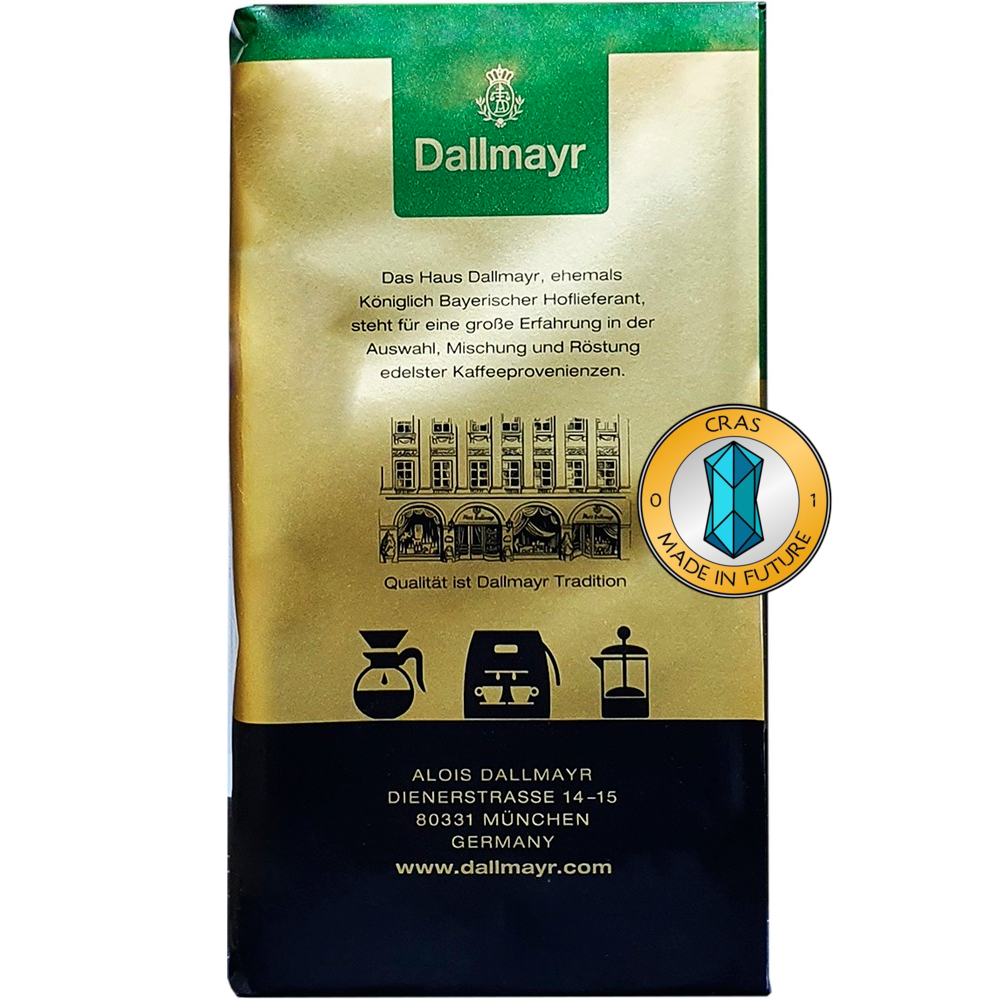 Dallmayr
Das Haus Dallmayr, ehemals
Königlich Bayerischer Hoflieferant,
steht für eine große Erfahrung in der
Auswahl, Mischung und Röstung
edelster Kaffeeprovenienzen.
Qualität ist Dallmayr Tradition
CRAS
0 1
MADE IN FUTURE
ALOIS DALLMAYR
DIENERSTRASSE 14–15
80331 MÜNCHEN
GERMANY
www.dallmayr.com